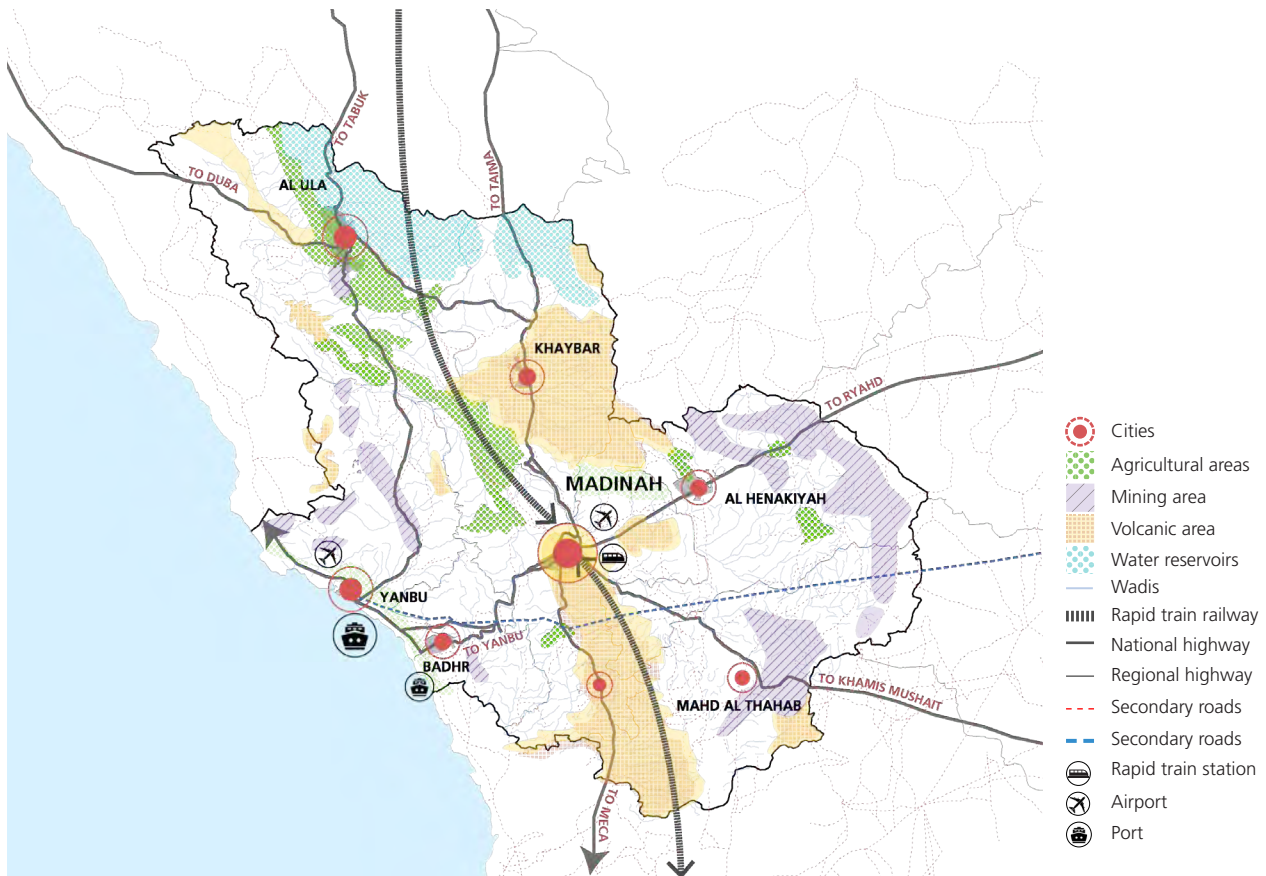 TO TABUK
TO TAIMA
TO DUBA
AL ULA
KHAYBAR
TO RYAHD
MADINAH
AL HENAKIYAH
YANBU
TO YANBU
BADHR
MAHD AL THAHAB
TO KHAMIS MUSHAIT
TO MECA
Cities
Agricultural areas
Mining area
Volcanic area
Water reservoirs
Wadis
Rapid train railway
National highway
Regional highway
Secondary roads
Secondary roads
Rapid train station
Airport
Port